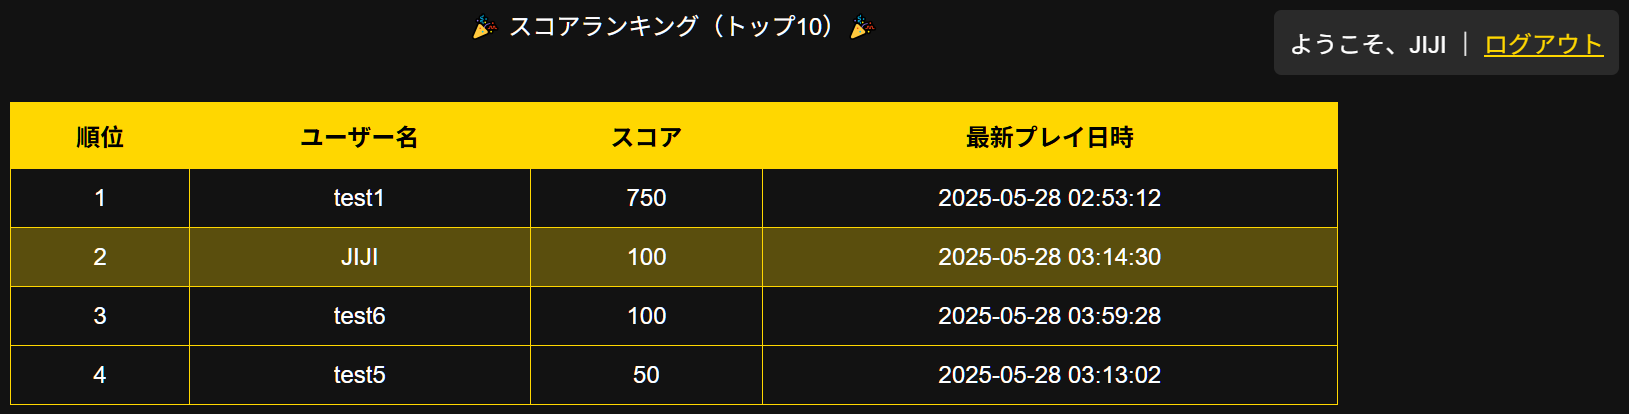 🎉 スコアランキング（トップ10）🎉
ようこそ、JIJI ｜ ログアウト
順位 ユーザー名 スコア 最新プレイ日時
1 test1 750 2025-05-28 02:53:12
2 JIJI 100 2025-05-28 03:14:30
3 test6 100 2025-05-28 03:59:28
4 test5 50 2025-05-28 03:13:02